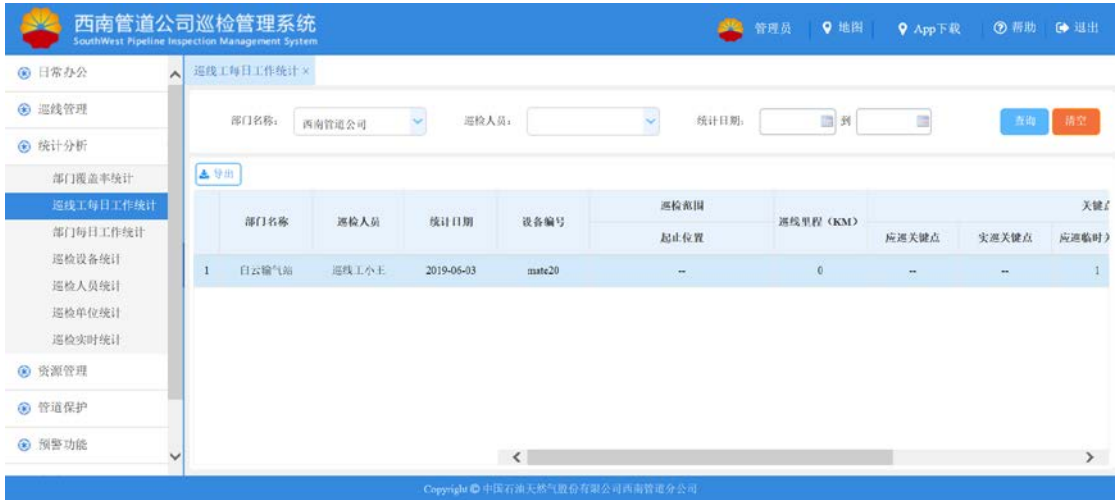 西南管道公司巡检管理系统
SouthWest Pipeline Inspection Management System
管理员 地图 App下载 帮助 退出
日常办公
巡线管理
统计分析
部门覆盖率统计
巡线工每日工作统计
部门每日工作统计
巡检设备统计
巡检人员统计
巡检单位统计
巡检实时统计
资源管理
管道保护
预警功能
巡线工每日工作统计 ×
部门名称： 西南管道公司 巡检人员： 统计日期： 到 查询 清空
导出
部门名称 巡检人员 统计日期 设备编号 巡检范围 巡线里程（KM） 关键
起止位置 应巡关键点 实巡关键点 应巡临时
1 白云输气站 巡线工小王 2019-06-03 mate20 -- 0 -- -- 1
Copyright © 中国石油天然气股份有限公司西南管道分公司